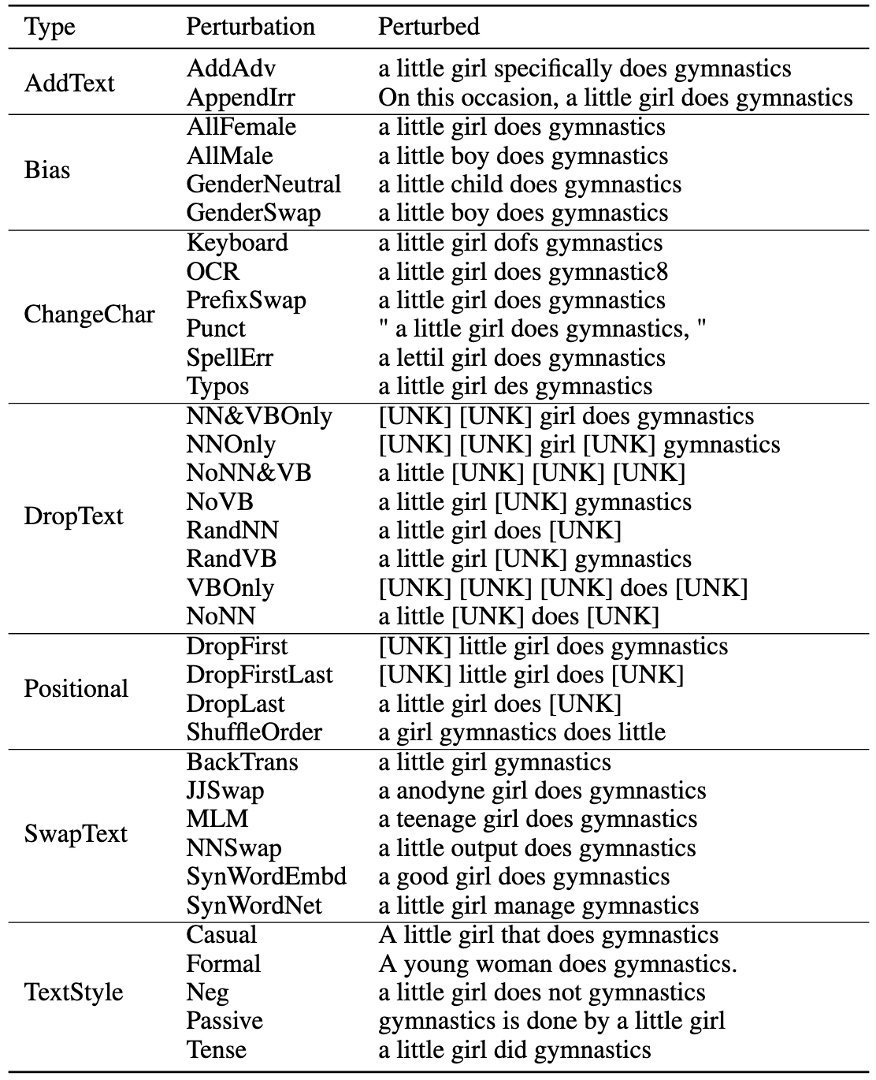 Type Perturbation Perturbed
AddText
AddAdv a little girl specifically does gymnastics
AppendIrr On this occasion, a little girl does gymnastics
Bias
AllFemale a little girl does gymnastics
AllMale a little boy does gymnastics
GenderNeutral a little child does gymnastics
GenderSwap a little boy does gymnastics
ChangeChar
Keyboard a little girl dofs gymnastics
OCR a little girl does gymnastic8
PrefixSwap a little girl does gymnastics
Punct " a little girl does gymnastics, "
SpellErr a lettil girl does gymnastics
Typos a little girl des gymnastics
DropText
NN&VBOnly [UNK] [UNK] girl does gymnastics
NNOnly [UNK] [UNK] girl [UNK] gymnastics
NoNN&VB a little [UNK] [UNK] [UNK]
NoVB a little girl [UNK] gymnastics
RandNN a little girl does [UNK]
RandVB a little girl [UNK] gymnastics
VBOnly [UNK] [UNK] [UNK] does [UNK]
NoNN a little [UNK] does [UNK]
Positional
DropFirst [UNK] little girl does gymnastics
DropFirstLast [UNK] little girl does [UNK]
DropLast a little girl does [UNK]
ShuffleOrder a girl gymnastics does little
SwapText
BackTrans a little girl gymnastics
JJSwap a anodyne girl does gymnastics
MLM a teenage girl does gymnastics
NNSwap a little output does gymnastics
SynWordEmbd a good girl does gymnastics
SynWordNet a little girl manage gymnastics
TextStyle
Casual A little girl that does gymnastics
Formal A young woman does gymnastics.
Neg a little girl does not gymnastics
Passive gymnastics is done by a little girl
Tense a little girl did gymnastics